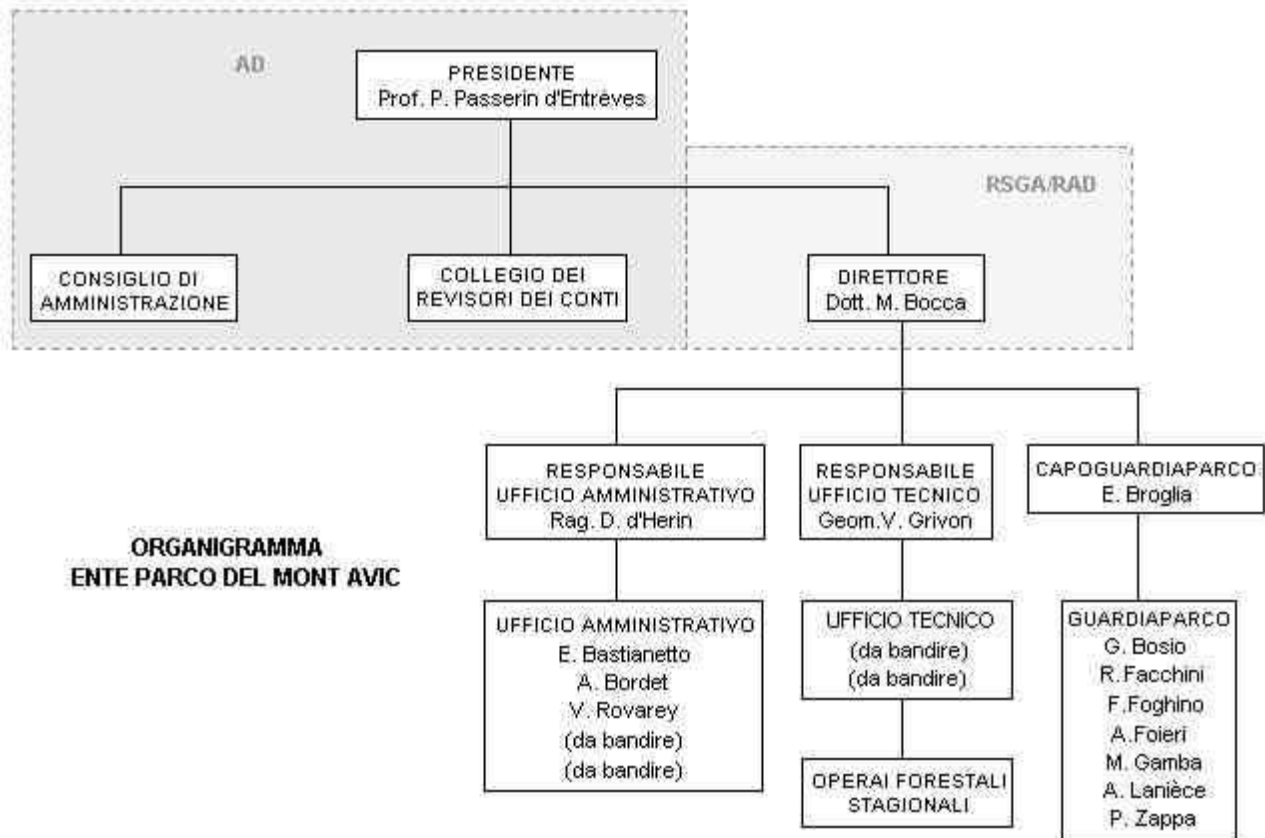 AD
PRESIDENTE
Prof. P. Passerin d'Entrèves
RSGA/RAD
CONSIGLIO DI
AMMINISTRAZIONE
COLLEGIO DEI
REVISORI DEI CONTI
DIRETTORE
Dott. M. Bocca
RESPONSABILE
UFFICIO AMMINISTRATIVO
Rag. D. d'Herin
RESPONSABILE
UFFICIO TECNICO
Geom.V. Grivon
CAPOGUARDIAPARCO
E. Broglia
ORGANIGRAMMA
ENTE PARCO DEL MONT AVIC
UFFICIO AMMINISTRATIVO
E. Bastianetto
A. Bordet
V. Rovarey
(da bandire)
(da bandire)
UFFICIO TECNICO
(da bandire)
(da bandire)
OPERAI FORESTALI
STAGIONALI
GUARDIAPARCO
G. Bosio
R. Facchini
F.Foghino
A.Foieri
M. Gamba
A. Lanièce
P. Zappa